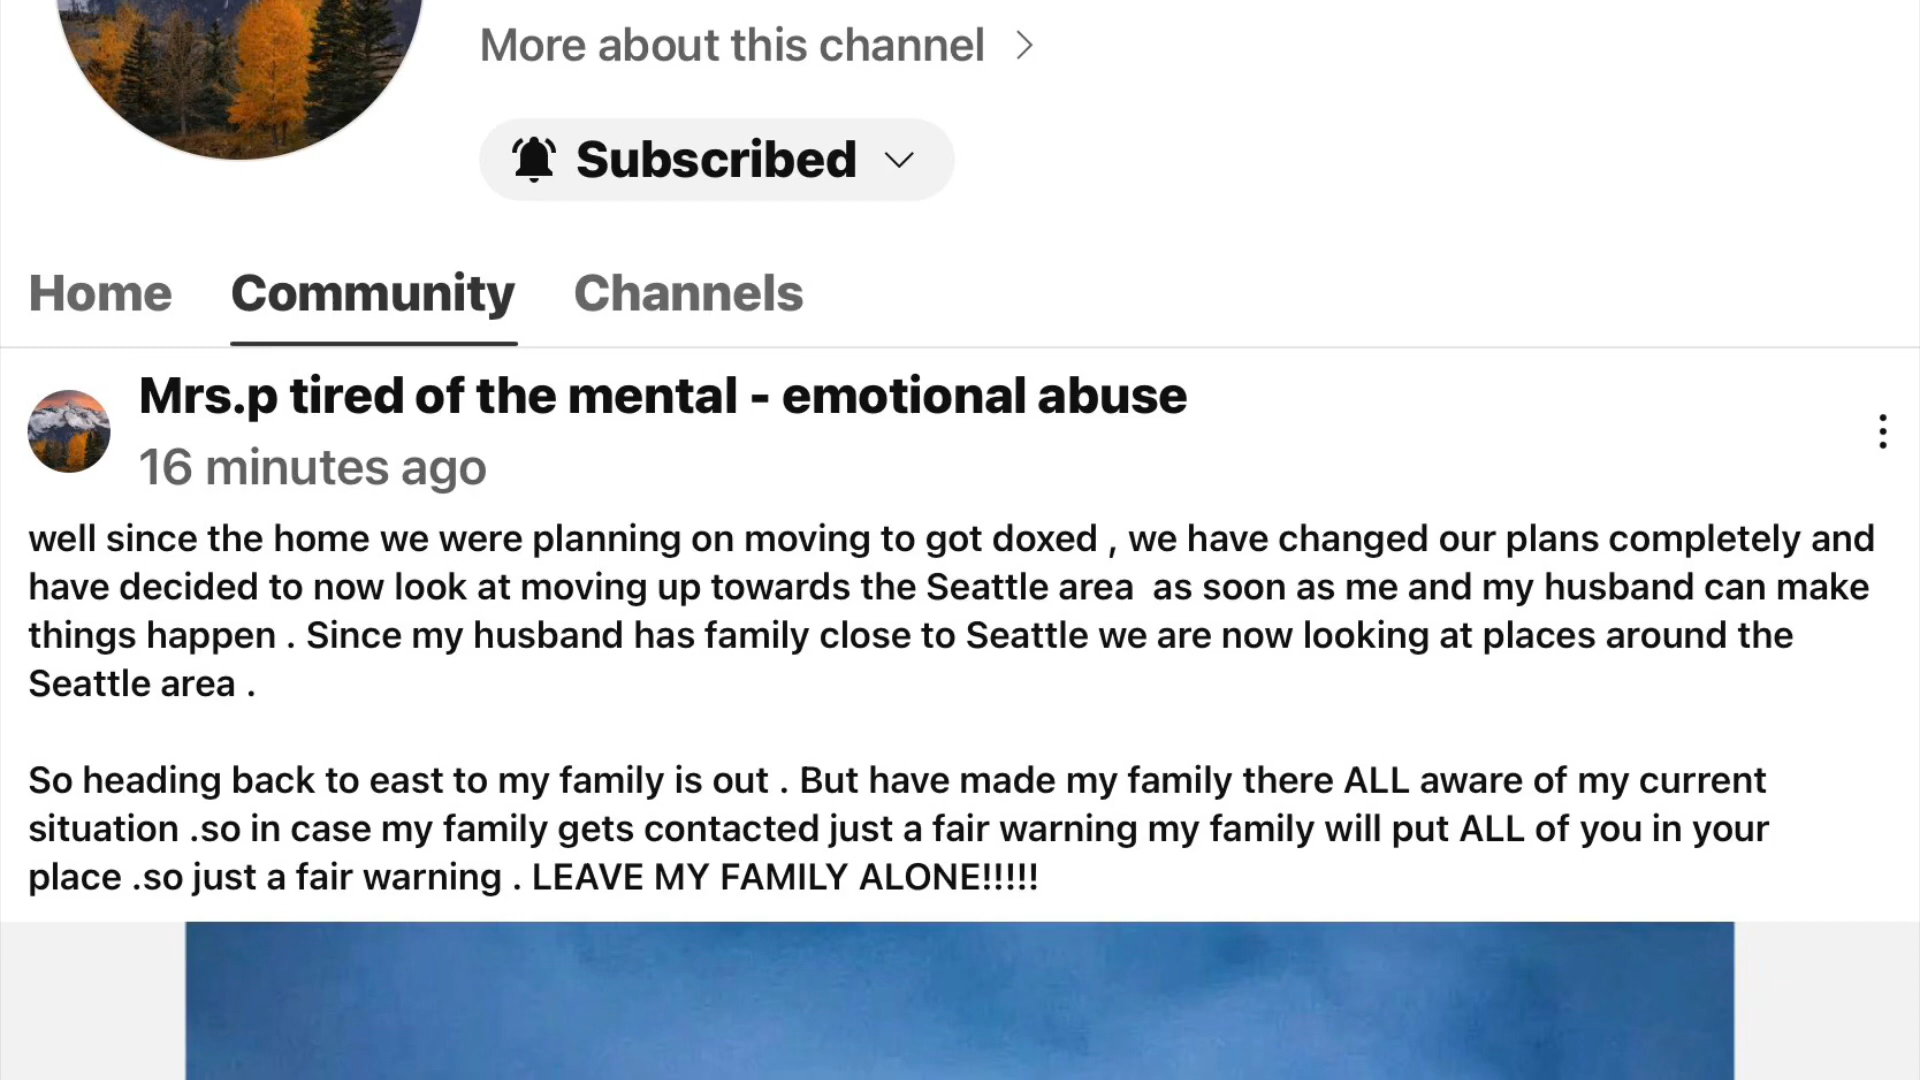 More about this channel
Subscribed
Home Community Channels
Mrs.p tired of the mental - emotional abuse
16 minutes ago
well since the home we were planning on moving to got doxed , we have changed our plans completely and
have decided to now look at moving up towards the Seattle area  as soon as me and my husband can make
things happen . Since my husband has family close to Seattle we are now looking at places around the
Seattle area .
So heading back to east to my family is out . But have made my family there ALL aware of my current
situation .so in case my family gets contacted just a fair warning my family will put ALL of you in your
place .so just a fair warning . LEAVE MY FAMILY ALONE!!!!!